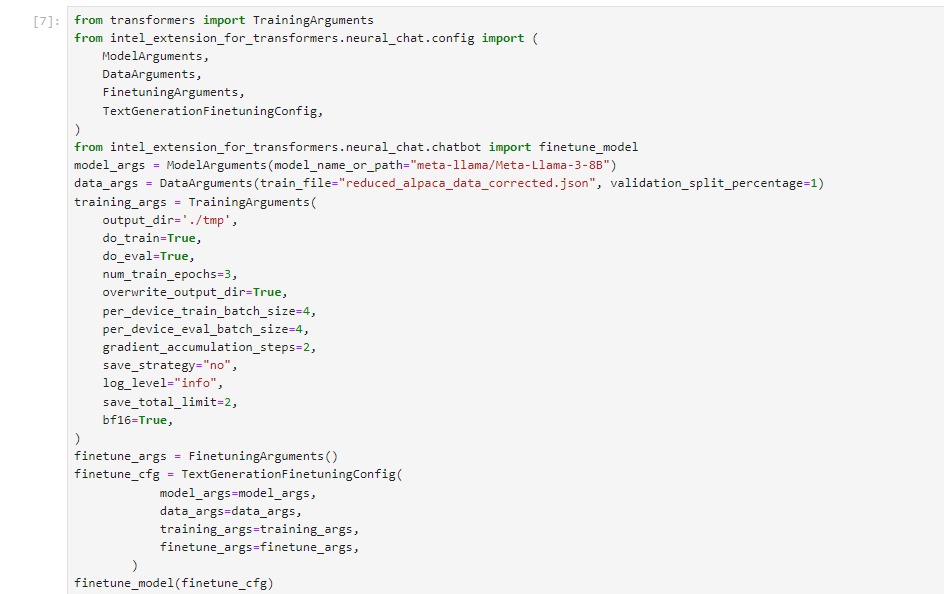 [7]:
from transformers import TrainingArguments
from intel_extension_for_transformers.neural_chat.config import (
    ModelArguments,
    DataArguments,
    FinetuningArguments,
    TextGenerationFinetuningConfig,
)
from intel_extension_for_transformers.neural_chat.chatbot import finetune_model
model_args = ModelArguments(model_name_or_path="meta-llama/Meta-Llama-3-8B")
data_args = DataArguments(train_file="reduced_alpaca_data_corrected.json", validation_split_percentage=1)
training_args = TrainingArguments(
    output_dir='./tmp',
    do_train=True,
    do_eval=True,
    num_train_epochs=3,
    overwrite_output_dir=True,
    per_device_train_batch_size=4,
    per_device_eval_batch_size=4,
    gradient_accumulation_steps=2,
    save_strategy="no",
    log_level="info",
    save_total_limit=2,
    bf16=True,
)
finetune_args = FinetuningArguments()
finetune_cfg = TextGenerationFinetuningConfig(
            model_args=model_args,
            data_args=data_args,
            training_args=training_args,
            finetune_args=finetune_args,
        )
finetune_model(finetune_cfg)